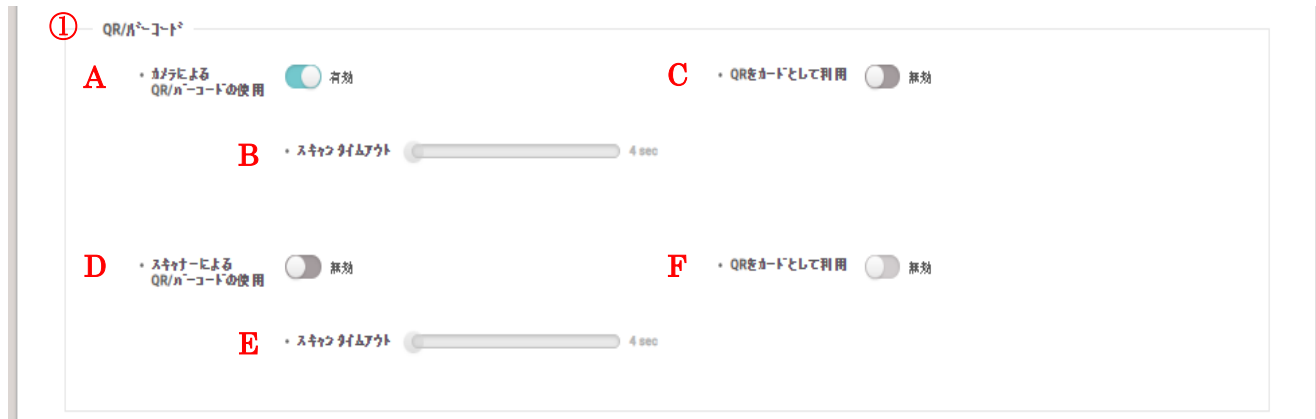 ① QR/ﾊﾞｰｺｰﾄﾞ
A ・ｶﾒﾗによる
QR/ﾊﾞｰｺｰﾄﾞの使用 有効
C ・QRをｶｰﾄﾞとして利用 無効
B ・ｽｷｬﾝ ﾀｲﾑｱｳﾄ 4 sec
D ・ｽｷｬﾅｰによる
QR/ﾊﾞｰｺｰﾄﾞの使用 無効
F ・QRをｶｰﾄﾞとして利用 無効
E ・ｽｷｬﾝ ﾀｲﾑｱｳﾄ 4 sec